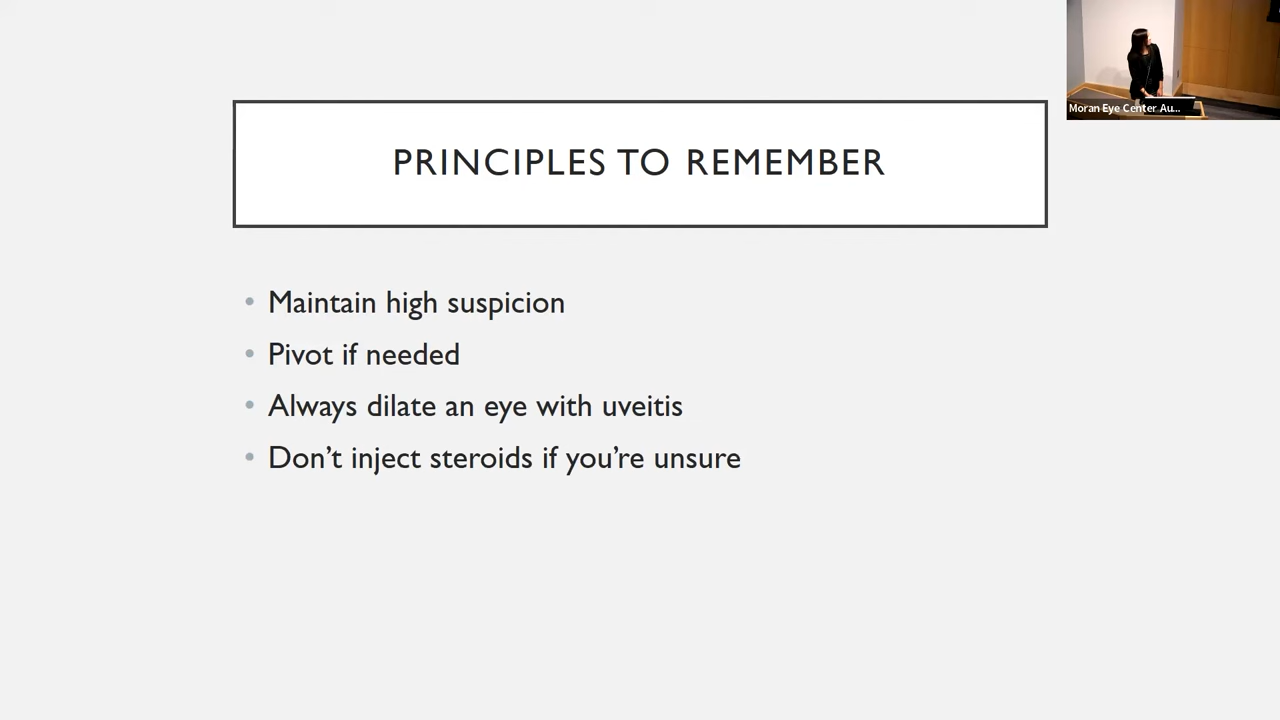 PRINCIPLES TO REMEMBER
• Maintain high suspicion
• Pivot if needed
• Always dilate an eye with uveitis
• Don’t inject steroids if you’re unsure
Moran Eye Center Au...